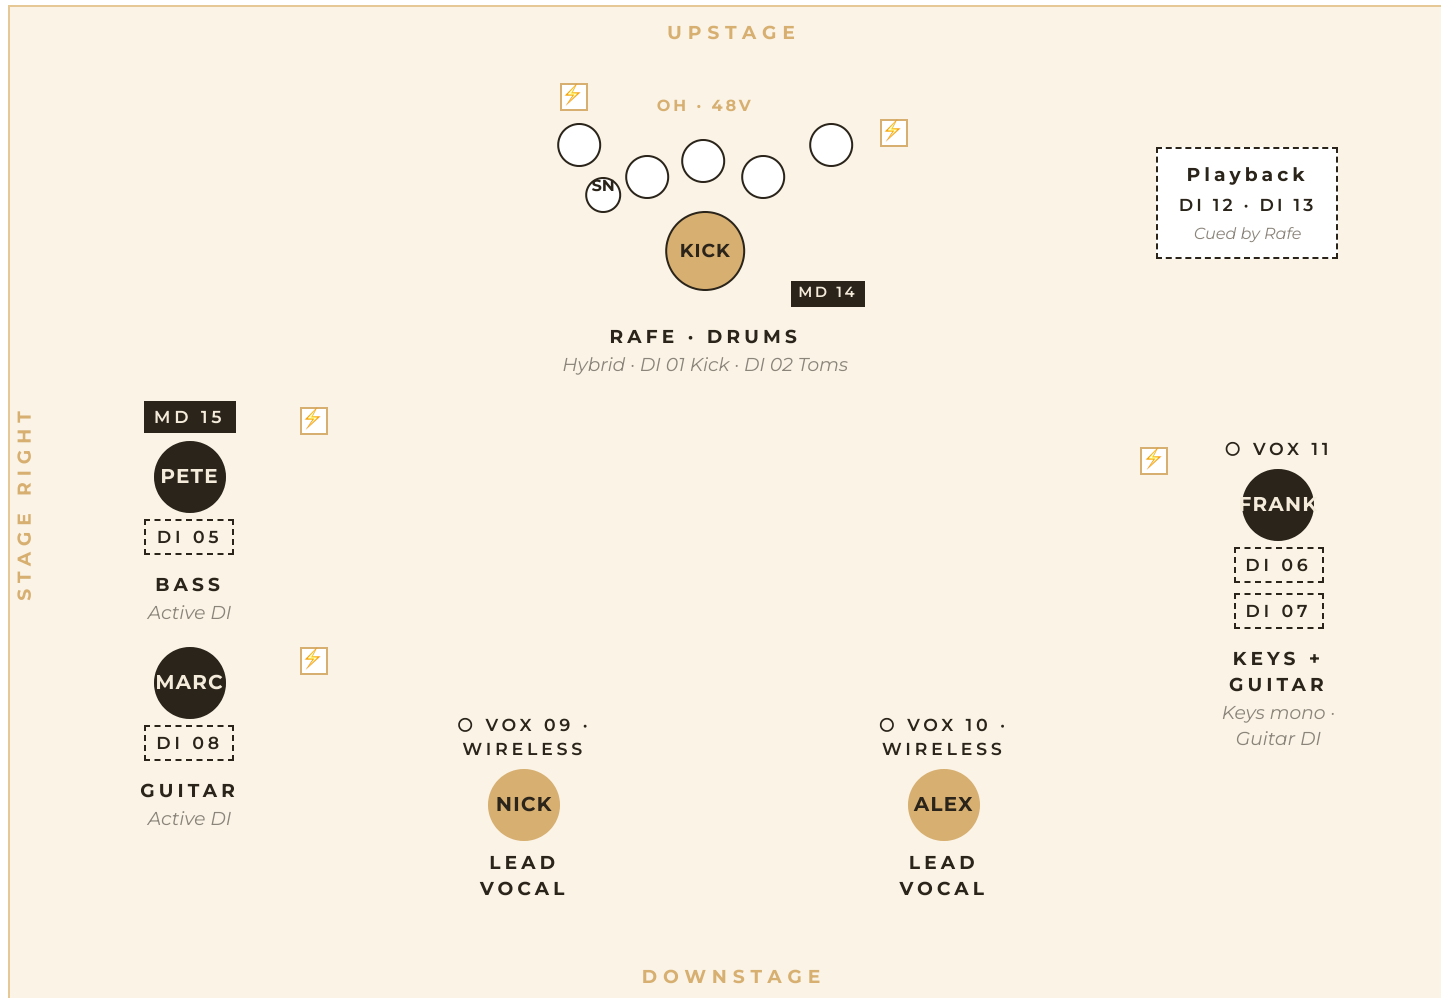 UPSTAGE
OH · 48V
SN
KICK
MD 14
RAFE · DRUMS
Hybrid · DI 01 Kick · DI 02 Toms
Playback
DI 12 · DI 13
Cued by Rafe
STAGE RIGHT
MD 15
PETE
DI 05
BASS
Active DI
MARC
DI 08
GUITAR
Active DI
VOX 09 ·
WIRELESS
NICK
LEAD
VOCAL
VOX 10 ·
WIRELESS
ALEX
LEAD
VOCAL
VOX 11
FRANK
DI 06
DI 07
KEYS +
GUITAR
Keys mono ·
Guitar DI
DOWNSTAGE